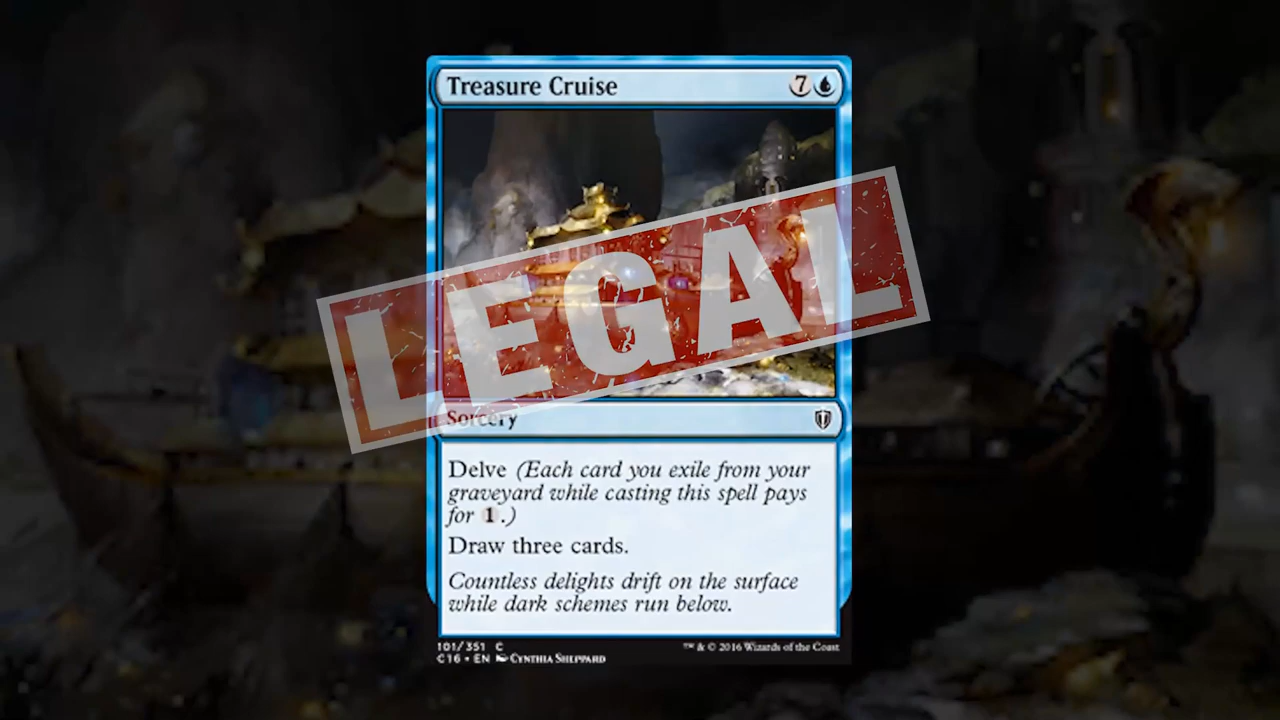 Treasure Cruise 7
LEGAL
Sorcery
Delve (Each card you exile from your
graveyard while casting this spell pays
for 1.)
Draw three cards.
Countless delights drift on the surface
while dark schemes run below.
101/351 C
™ & © 2016 Wizards of the Coast
C16 • EN Cynthia Sheppard